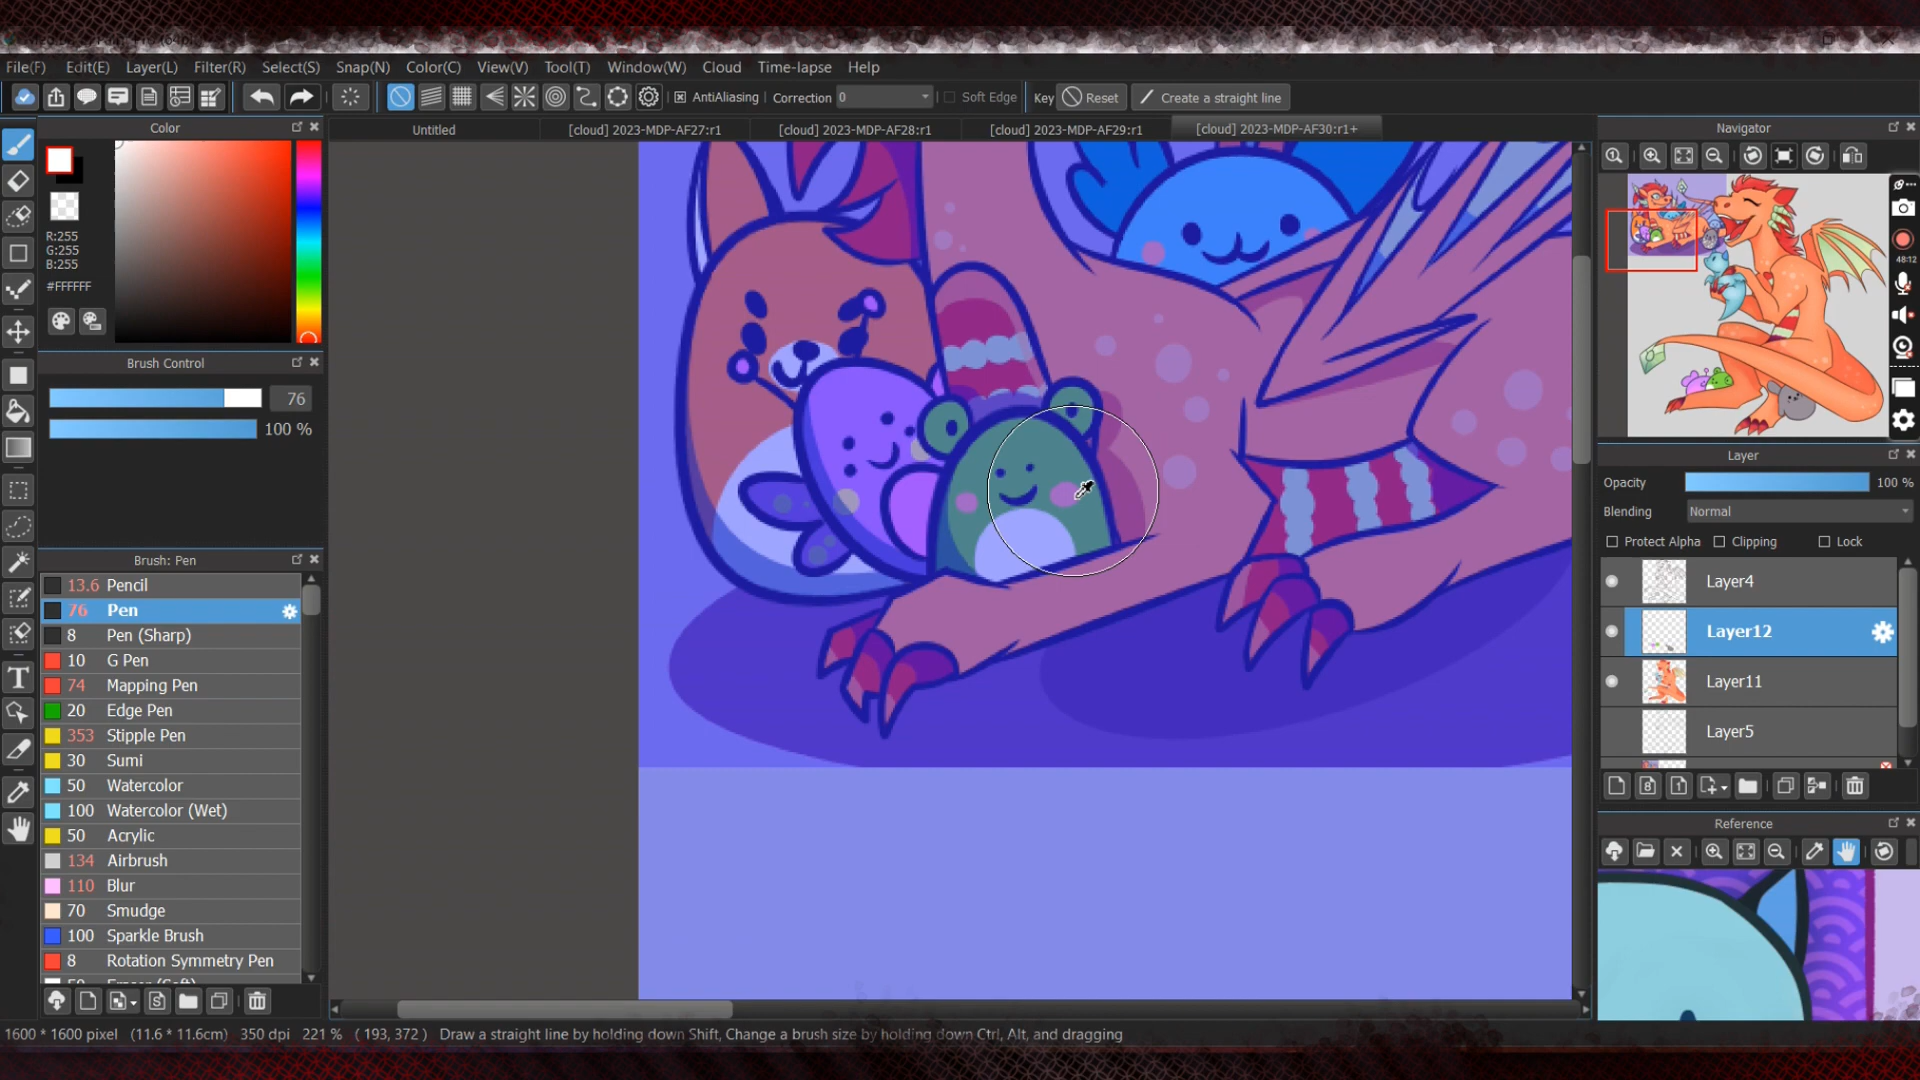 File(F) Edit(E) Layer(L) Filter(R) Select(S) Snap(N) Color(C) View(V) Tool(T) Window(W) Cloud Time-lapse Help
AntiAliasing Correction 0 Soft Edge Key Reset Create a straight line
Color
Untitled [cloud] 2023-MDP-AF27:r1 [cloud] 2023-MDP-AF28:r1 [cloud] 2023-MDP-AF29:r1 [cloud] 2023-MDP-AF30:r1+
Navigator
R:255
G:255
B:255
#FFFFFF
48:12
Brush Control
76
100 %
Brush: Pen
13.6 Pencil
76 Pen
8 Pen (Sharp)
10 G Pen
74 Mapping Pen
20 Edge Pen
353 Stipple Pen
30 Sumi
50 Watercolor
100 Watercolor (Wet)
50 Acrylic
134 Airbrush
110 Blur
70 Smudge
100 Sparkle Brush
8 Rotation Symmetry Pen
Layer
Opacity 100 %
Blending Normal
Protect Alpha Clipping Lock
Layer4
Layer12
Layer11
Layer5
8 1
Reference
1600 * 1600 pixel (11.6 * 11.6cm) 350 dpi 221 % ( 193, 372 ) Draw a straight line by holding down Shift, Change a brush size by holding down Ctrl, Alt, and dragging